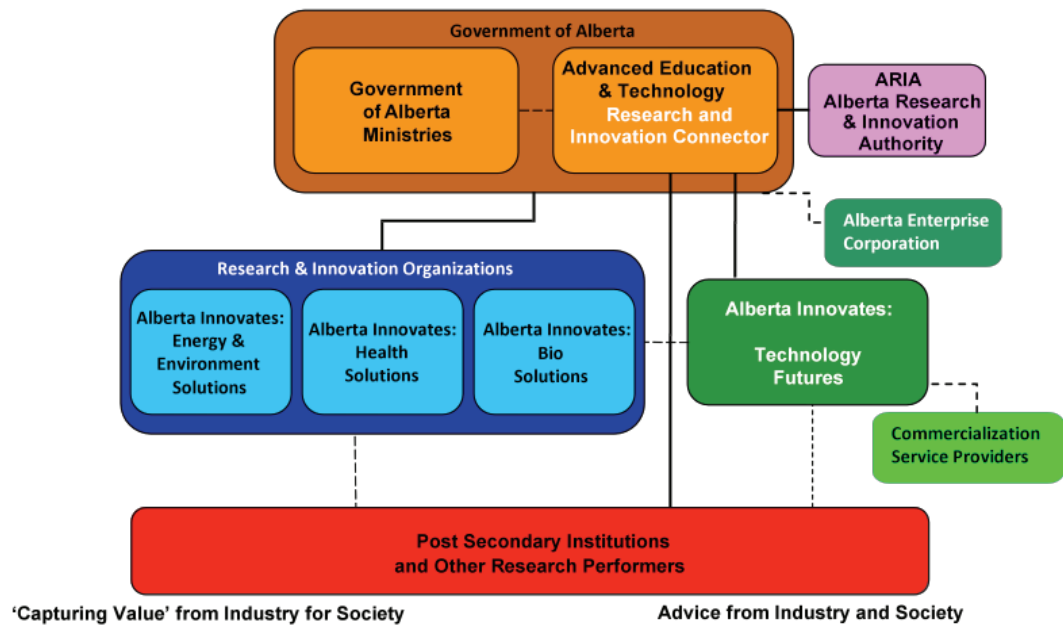 Government of Alberta
Government
of Alberta
Ministries
Advanced Education
& Technology
Research and
Innovation Connector
ARIA
Alberta Research
& Innovation
Authority
Alberta Enterprise
Corporation
Research & Innovation Organizations
Alberta Innovates:
Energy &
Environment
Solutions
Alberta Innovates:
Health
Solutions
Alberta Innovates:
Bio
Solutions
Alberta Innovates:
Technology
Futures
Commercialization
Service Providers
Post Secondary Institutions
and Other Research Performers
‘Capturing Value’ from Industry for Society
Advice from Industry and Society